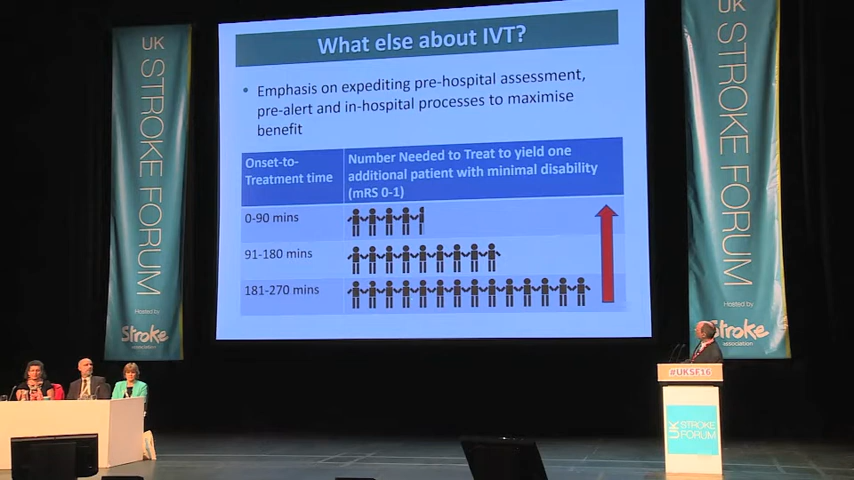 What else about IVT?
• Emphasis on expediting pre-hospital assessment,
pre-alert and in-hospital processes to maximise
benefit
Onset-to-
Treatment time
Number Needed to Treat to yield one
additional patient with minimal disability
(mRS 0-1)
0-90 mins
91-180 mins
181-270 mins
UK
STROKE FORUM
Hosted by
Stroke
association
UK
STROKE FORUM
Hosted by
Stroke
association
#UKSF16
UK
STROKE
FORUM